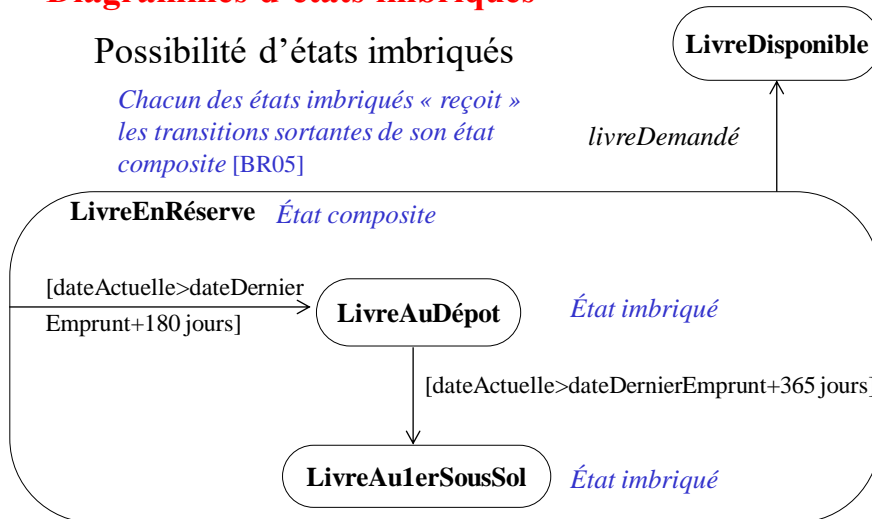 Diagrammes d'états imbriqués
Possibilité d'états imbriqués
LivreDisponible
Chacun des états imbriqués « reçoit »
les transitions sortantes de son état
composite [BR05]
livreDemandé
LivreEnRéserve État composite
[dateActuelle>dateDernier
Emprunt+180 jours]
LivreAuDépot
État imbriqué
[dateActuelle>dateDernierEmprunt+365 jours]
LivreAu1erSousSol
État imbriqué